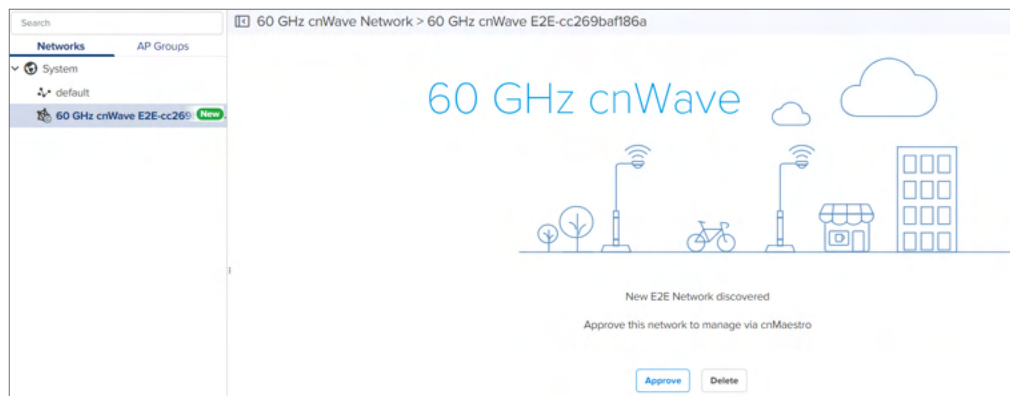 Search
60 GHz cnWave Network > 60 GHz cnWave E2E-cc269baf186a
Networks
AP Groups
System
default
60 GHz cnWave E2E-cc269
New
60 GHz cnWave
New E2E Network discovered
Approve this network to manage via cnMaestro
Approve
Delete